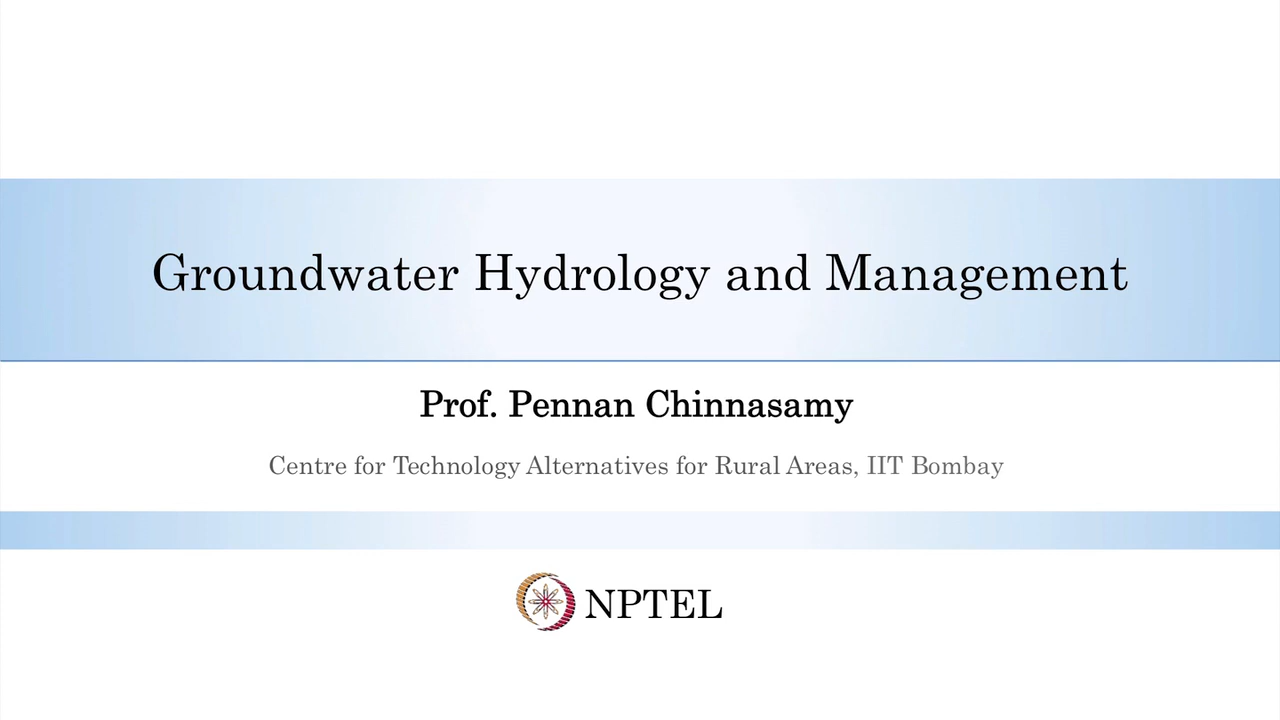 Groundwater Hydrology and Management
Prof. Pennan Chinnasamy
Centre for Technology Alternatives for Rural Areas, IIT Bombay
NPTEL